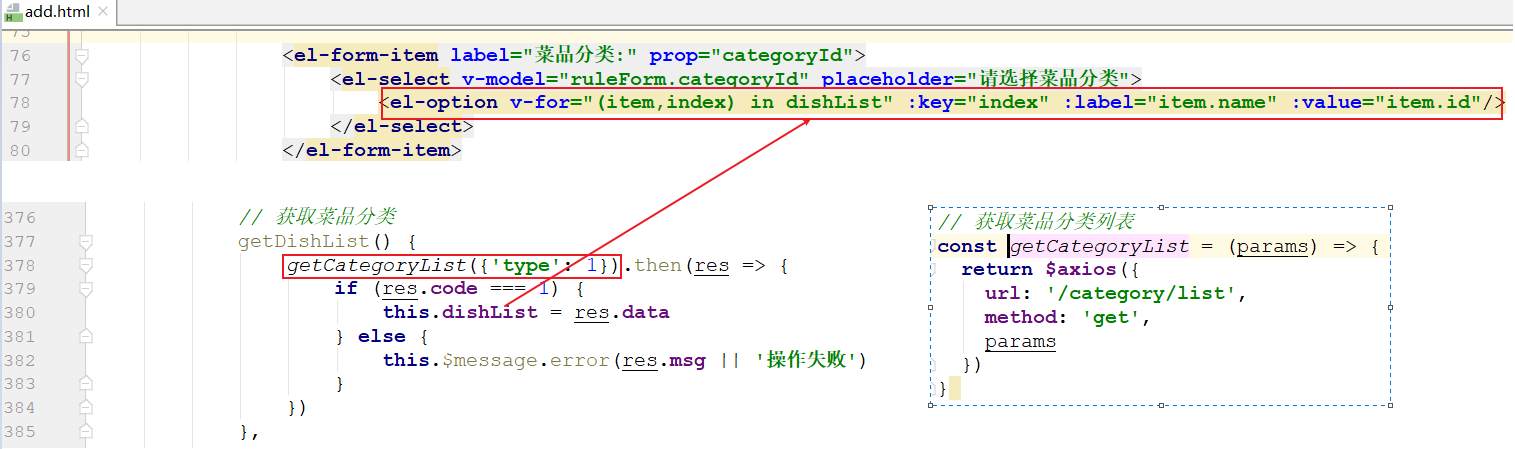 add.html
75
76 <el-form-item label="菜品分类:" prop="categoryId">
77 <el-select v-model="ruleForm.categoryId" placeholder="请选择菜品分类">
78 <el-option v-for="(item,index) in dishList" :key="index" :label="item.name" :value="item.id"/>
79 </el-select>
80 </el-form-item>
376 // 获取菜品分类
377 getDishList() {
378 getCategoryList({'type': 1}).then(res => {
379 if (res.code === 1) {
380 this.dishList = res.data
381 } else {
382 this.$message.error(res.msg || '操作失败')
383 }
384 })
385 },
// 获取菜品分类列表
const getCategoryList = (params) => {
return $axios({
url: '/category/list',
method: 'get',
params
})
}